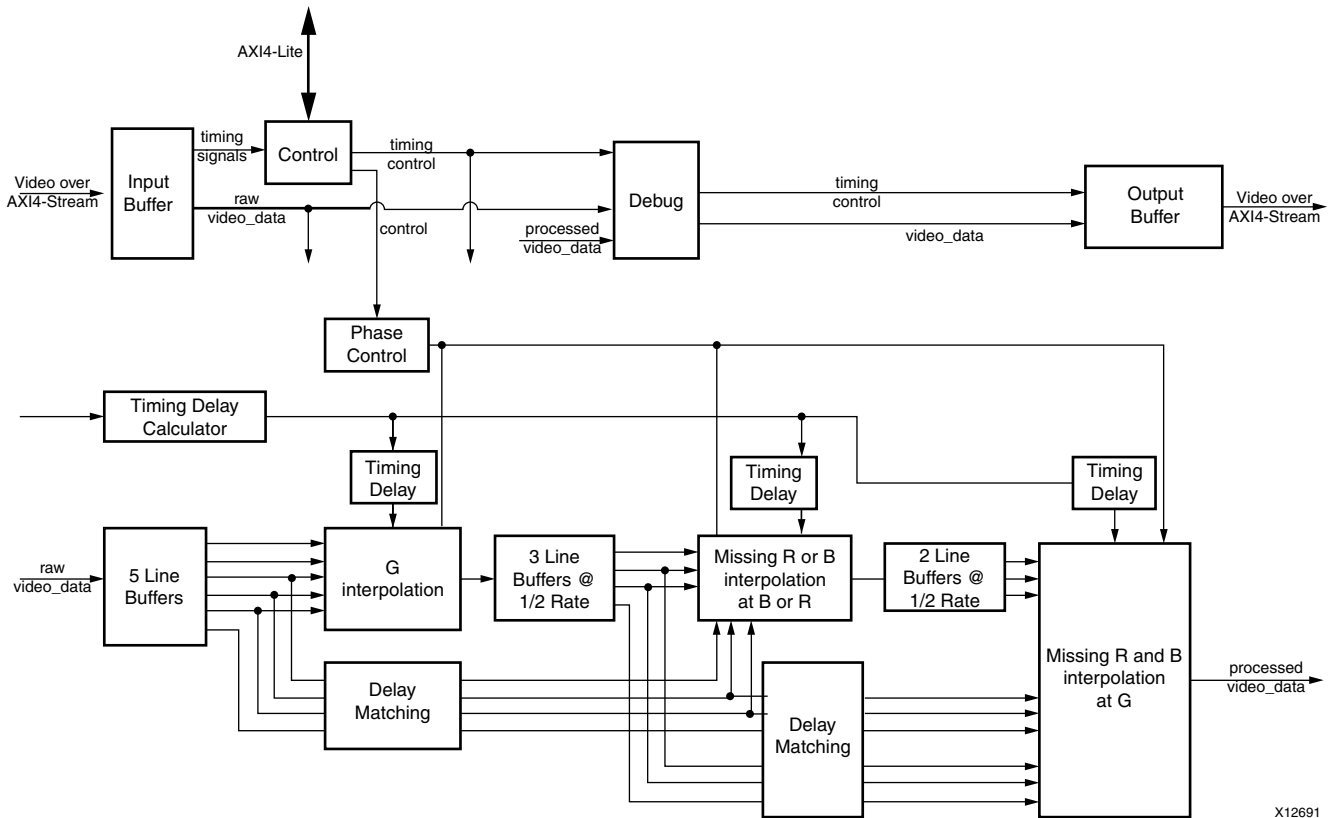 AXI4-Lite
timing
signals
Control
timing
control
Video over
AXI4-Stream
Input
Buffer
raw
video_data
control
processed
video_data
Debug
timing
control
video_data
Output
Buffer
Video over
AXI4-Stream
Phase
Control
Timing Delay
Calculator
Timing
Delay
Timing
Delay
Timing
Delay
raw
video_data
5 Line
Buffers
G
interpolation
3 Line
Buffers @
1/2 Rate
Missing R or B
interpolation
at B or R
2 Line
Buffers @
1/2 Rate
Missing R and B
interpolation
at G
processed
video_data
Delay
Matching
Delay
Matching
X12691